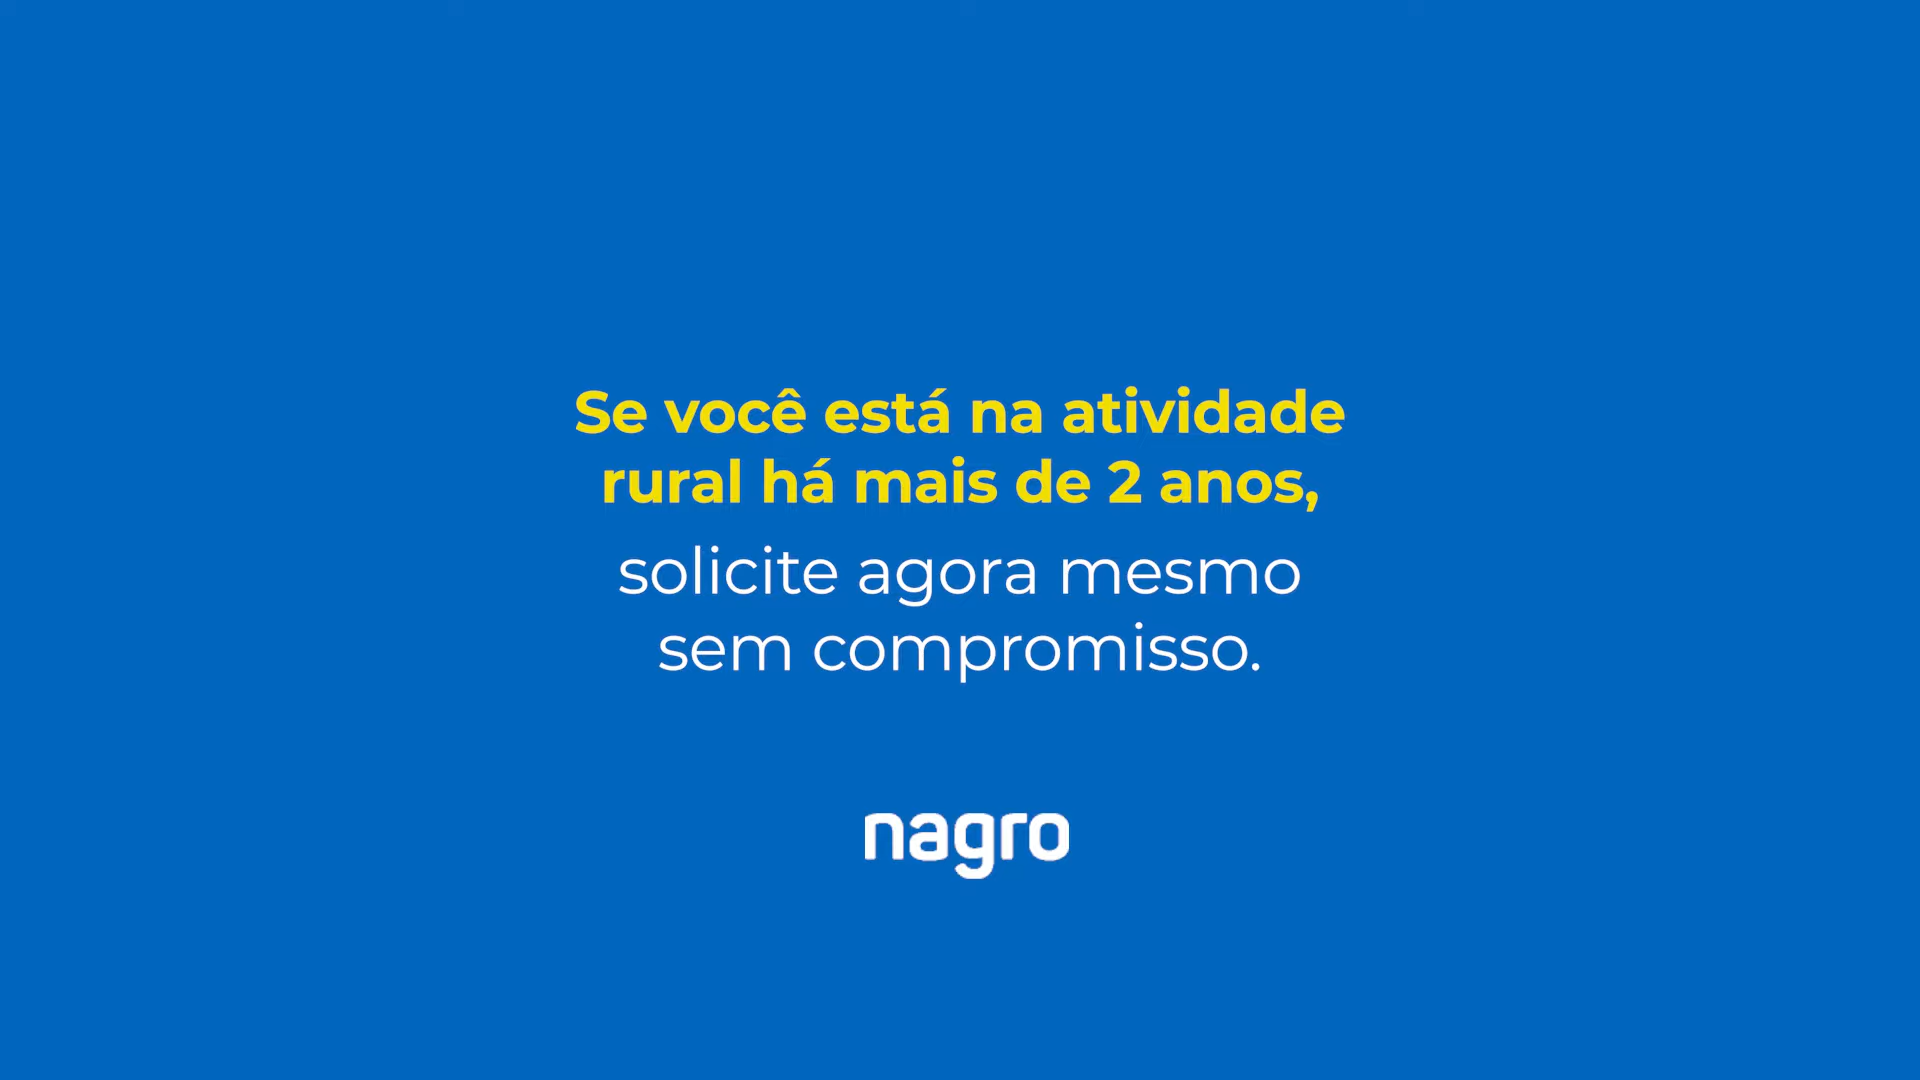 Se você está na atividade
rural há mais de 2 anos,
solicite agora mesmo
sem compromisso.
nagro